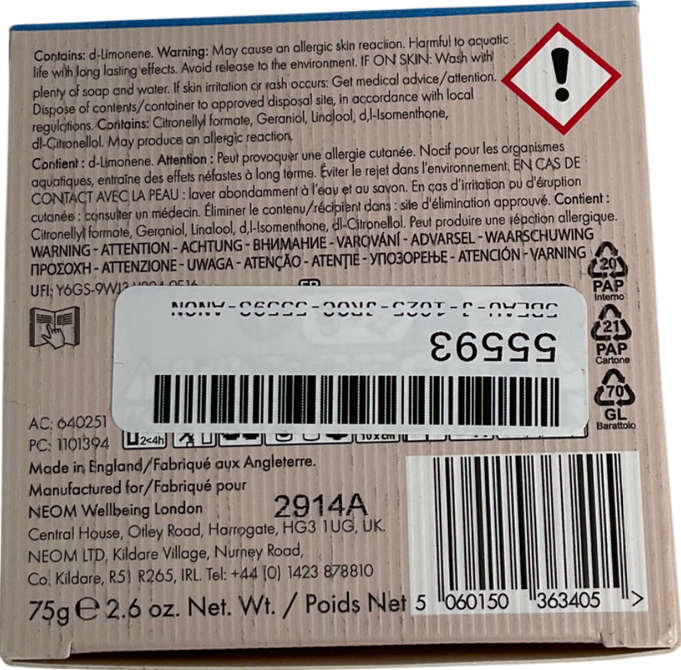 Contains: d-Limonene. Warning: May cause an allergic skin reaction. Harmful to aquatic
life with long lasting effects. Avoid release to the environment. IF ON SKIN: Wash with
plenty of soap and water. If skin irritation or rash occurs: Get medical advice/attention.
Dispose of contents/container to approved disposal site, in accordance with local
regulations. Contains: Citronellyl formate, Geraniol, Linalool, d,l-Isomenthone,
dl-Citronellol. May produce an allergic reaction.
Contient : d-Limonene. Attention : Peut provoquer une allergie cutanée. Nocif pour les organismes
aquatiques, entraîne des effets néfastes à long terme. Éviter le rejet dans l'environnement. EN CAS DE
CONTACT AVEC LA PEAU : laver abondamment à l'eau et au savon. En cas d'irritation pu d'éruption
cutanée : consulter un médecin. Éliminer le contenu/récipient dans : site d'élimination approuvé. Contient :
Citronellyl formate, Geraniol, Linalool, d,l-Isomenthone, dl-Citronellol. Peut produire une réaction allergique.
WARNING - ATTENTION - ACHTUNG - ВНИМАНИЕ - VAROVÁNÍ - ADVARSEL - WAARSCHUWING
ΠΡΟΣΟΧΗ - ATTENZIONE - UWAGA - ATENÇÃO - ATENȚIE - УПОЗОРЕЊЕ - ATENCIÓN - VARNING
20
PAP
Interno
UFI: Y6GS-9WJ2
21
PAP
Cartone
55593
70
GL
Barattolo
AC: 640251
PC: 1101394
2<4h
10 x cm
Made in England/Fabriqué aux Angleterre.
Manufactured for/Fabriqué pour
NEOM Wellbeing London
2914A
Central House, Otley Road, Harrogate, HG3 1UG, UK.
NEOM LTD, Kildare Village, Nurney Road,
Co. Kildare, R51 R265, IRL. Tel: +44 (0) 1423 878810
75g ℮ 2.6 oz. Net. Wt. / Poids Net
5 060150 363405 >